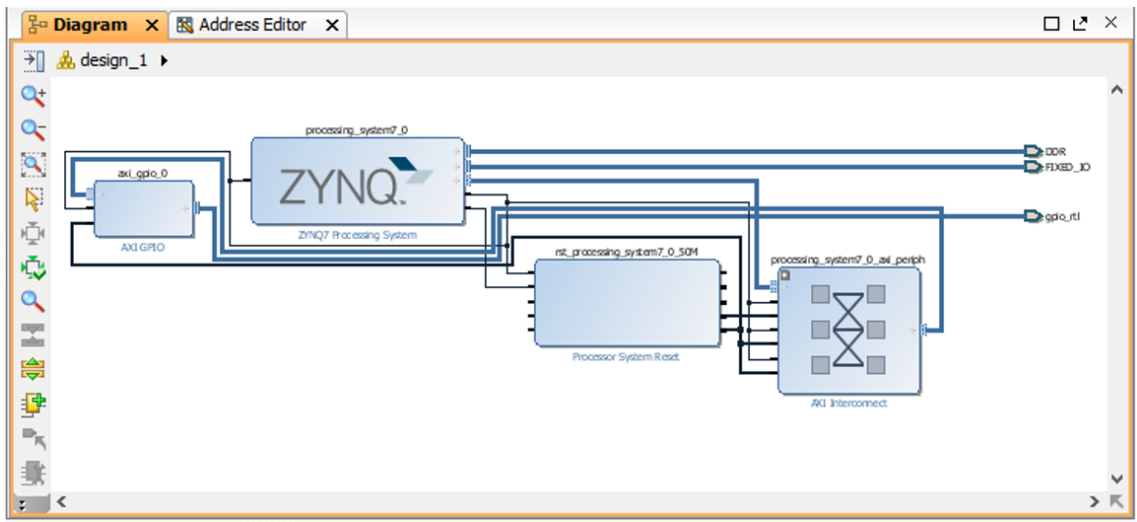 Diagram
Address Editor
design_1
processing_system7_0
ZYNQ
ZYNQ7 Processing System
DDR
FIXED_IO
axi_gpio_0
AXI GPIO
gpio_rtl
rst_processing_system7_0_50M
Processor System Reset
processing_system7_0_axi_periph
AXI Interconnect